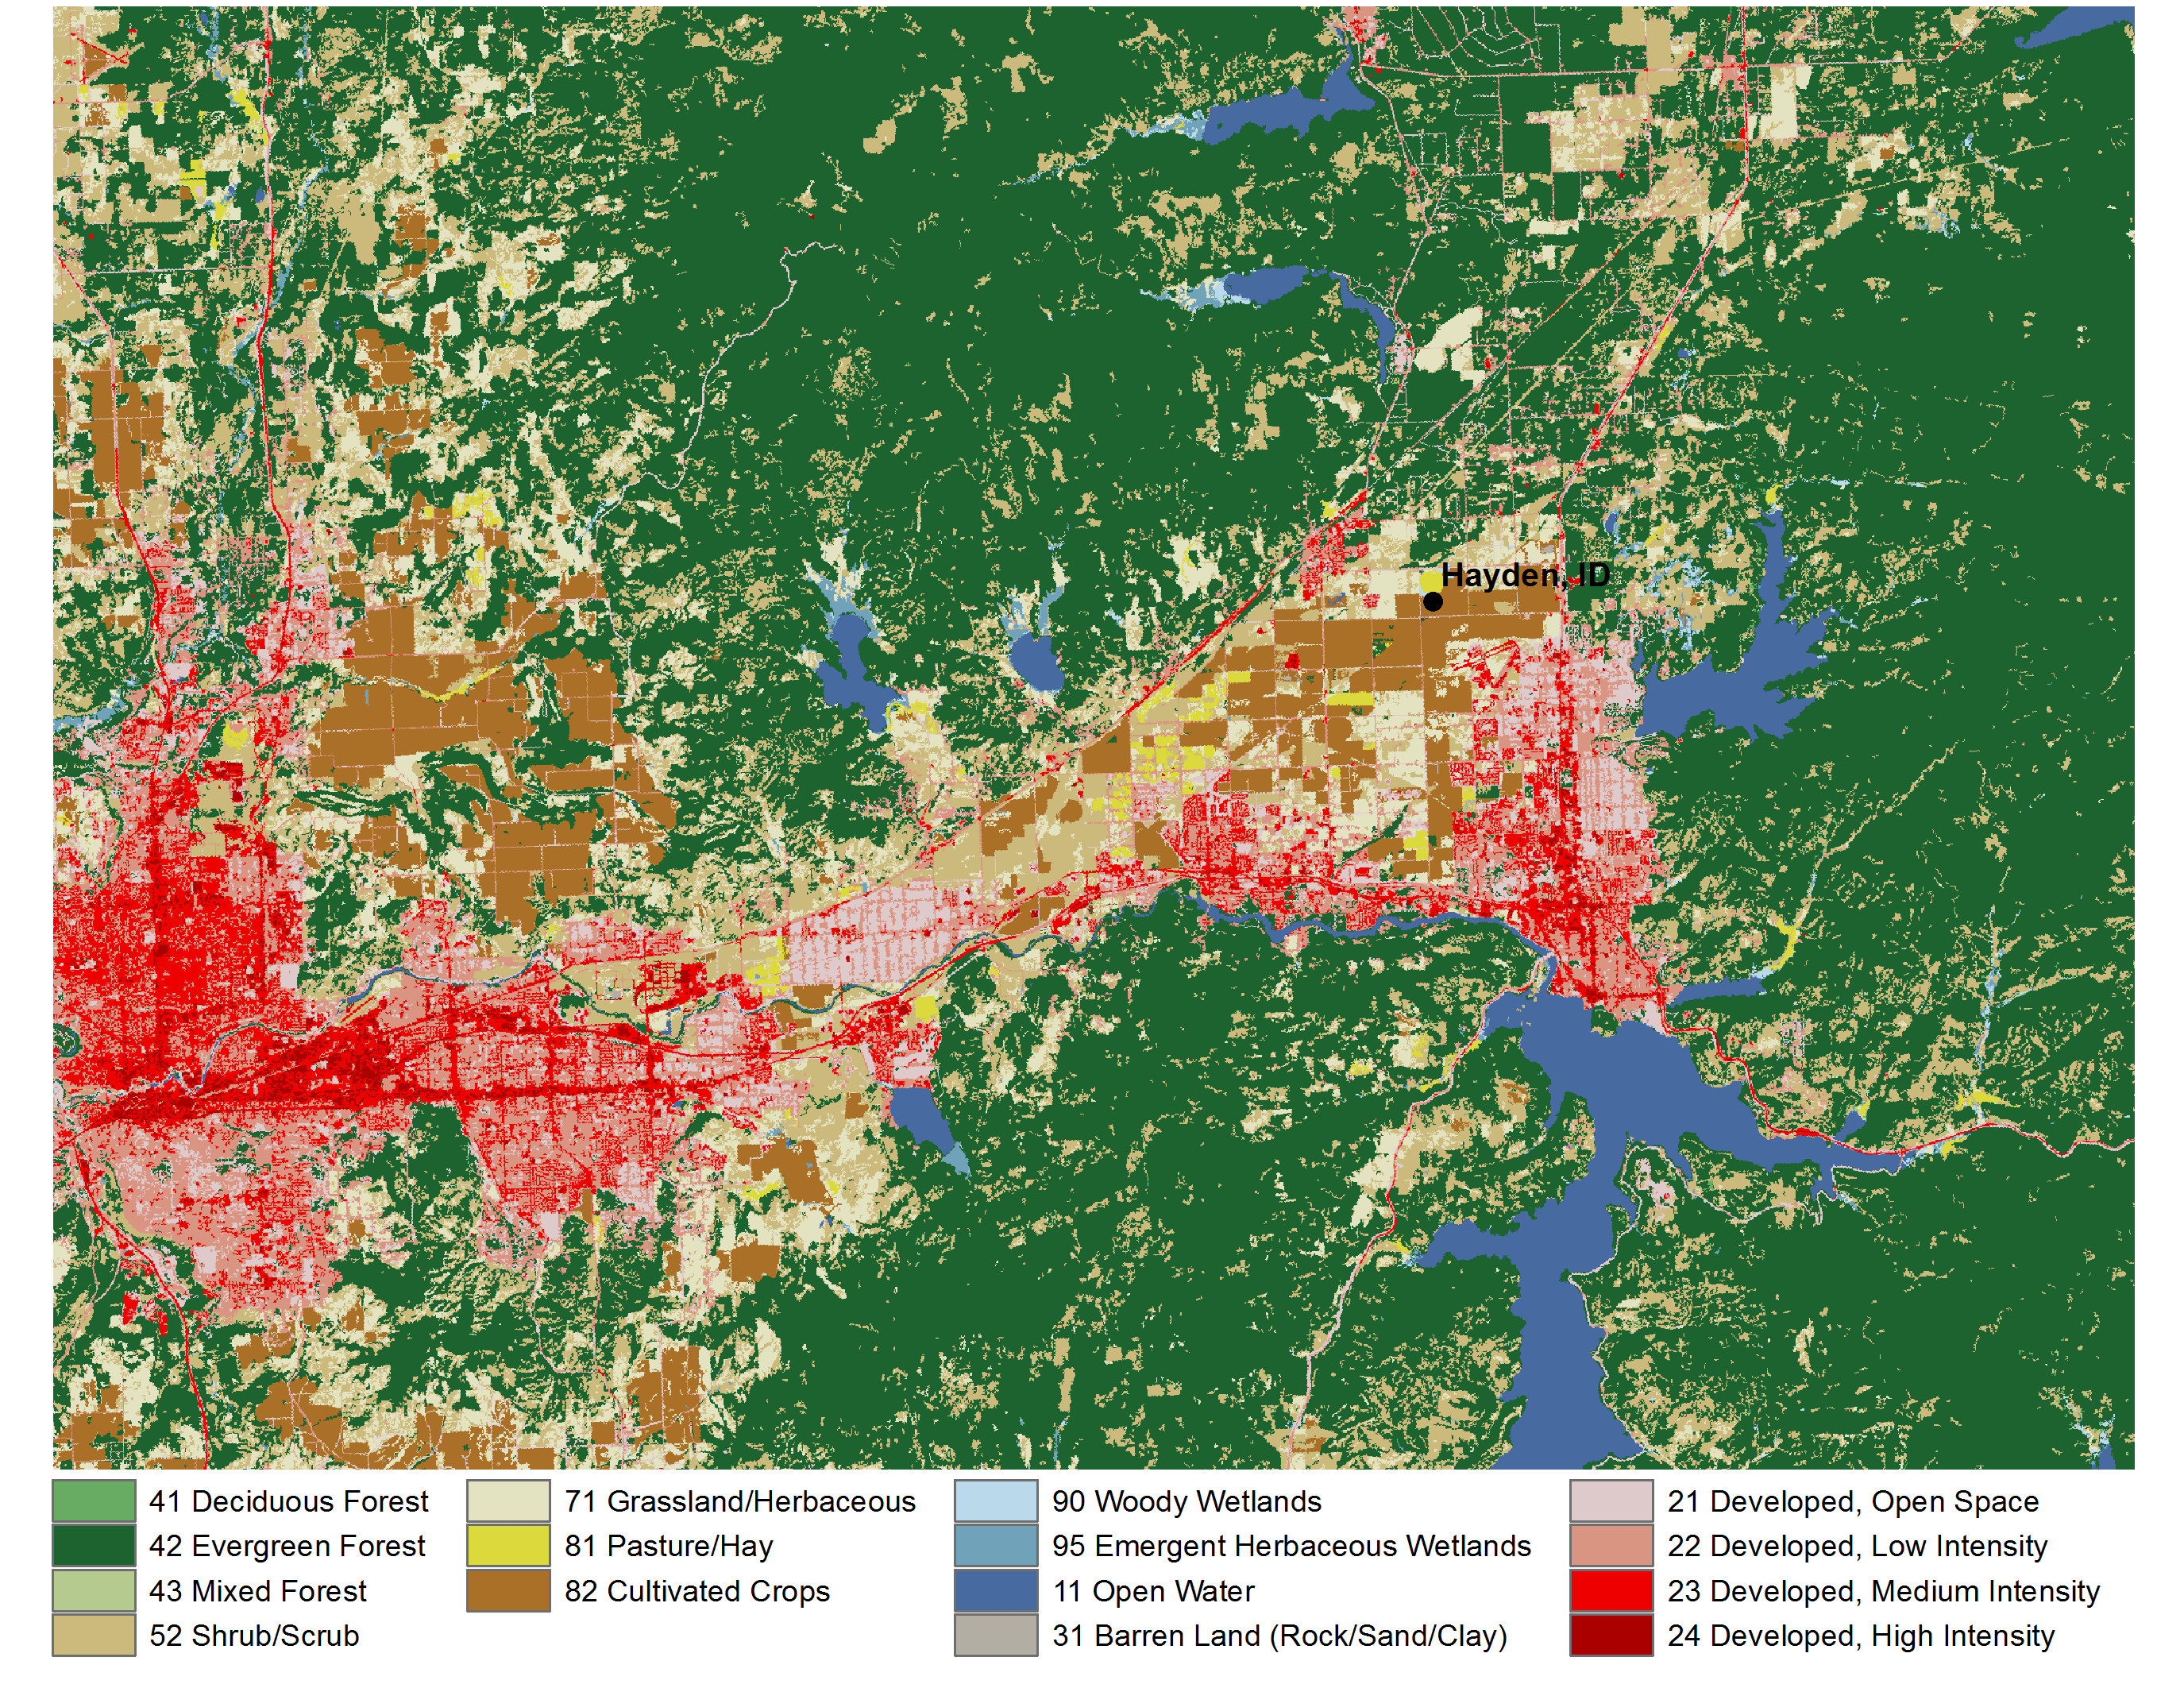 Hayden, ID
41 Deciduous Forest
42 Evergreen Forest
43 Mixed Forest
52 Shrub/Scrub
71 Grassland/Herbaceous
81 Pasture/Hay
82 Cultivated Crops
90 Woody Wetlands
95 Emergent Herbaceous Wetlands
11 Open Water
31 Barren Land (Rock/Sand/Clay)
21 Developed, Open Space
22 Developed, Low Intensity
23 Developed, Medium Intensity
24 Developed, High Intensity